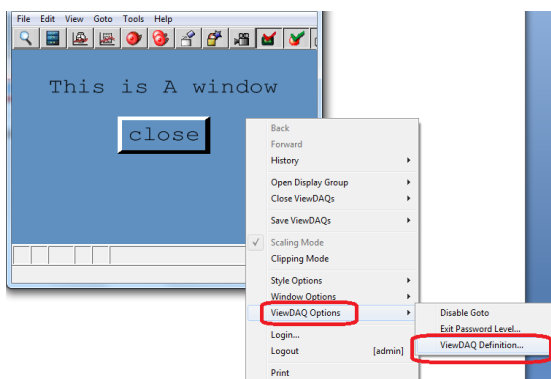 File Edit View Goto Tools Help
This is A window
close
Back
Forward
History
Open Display Group
Close ViewDAQs
Save ViewDAQs
Scaling Mode
Clipping Mode
Style Options
Window Options
ViewDAQ Options
Disable Goto
Exit Password Level...
ViewDAQ Definition...
Login...
Logout [admin]
Print